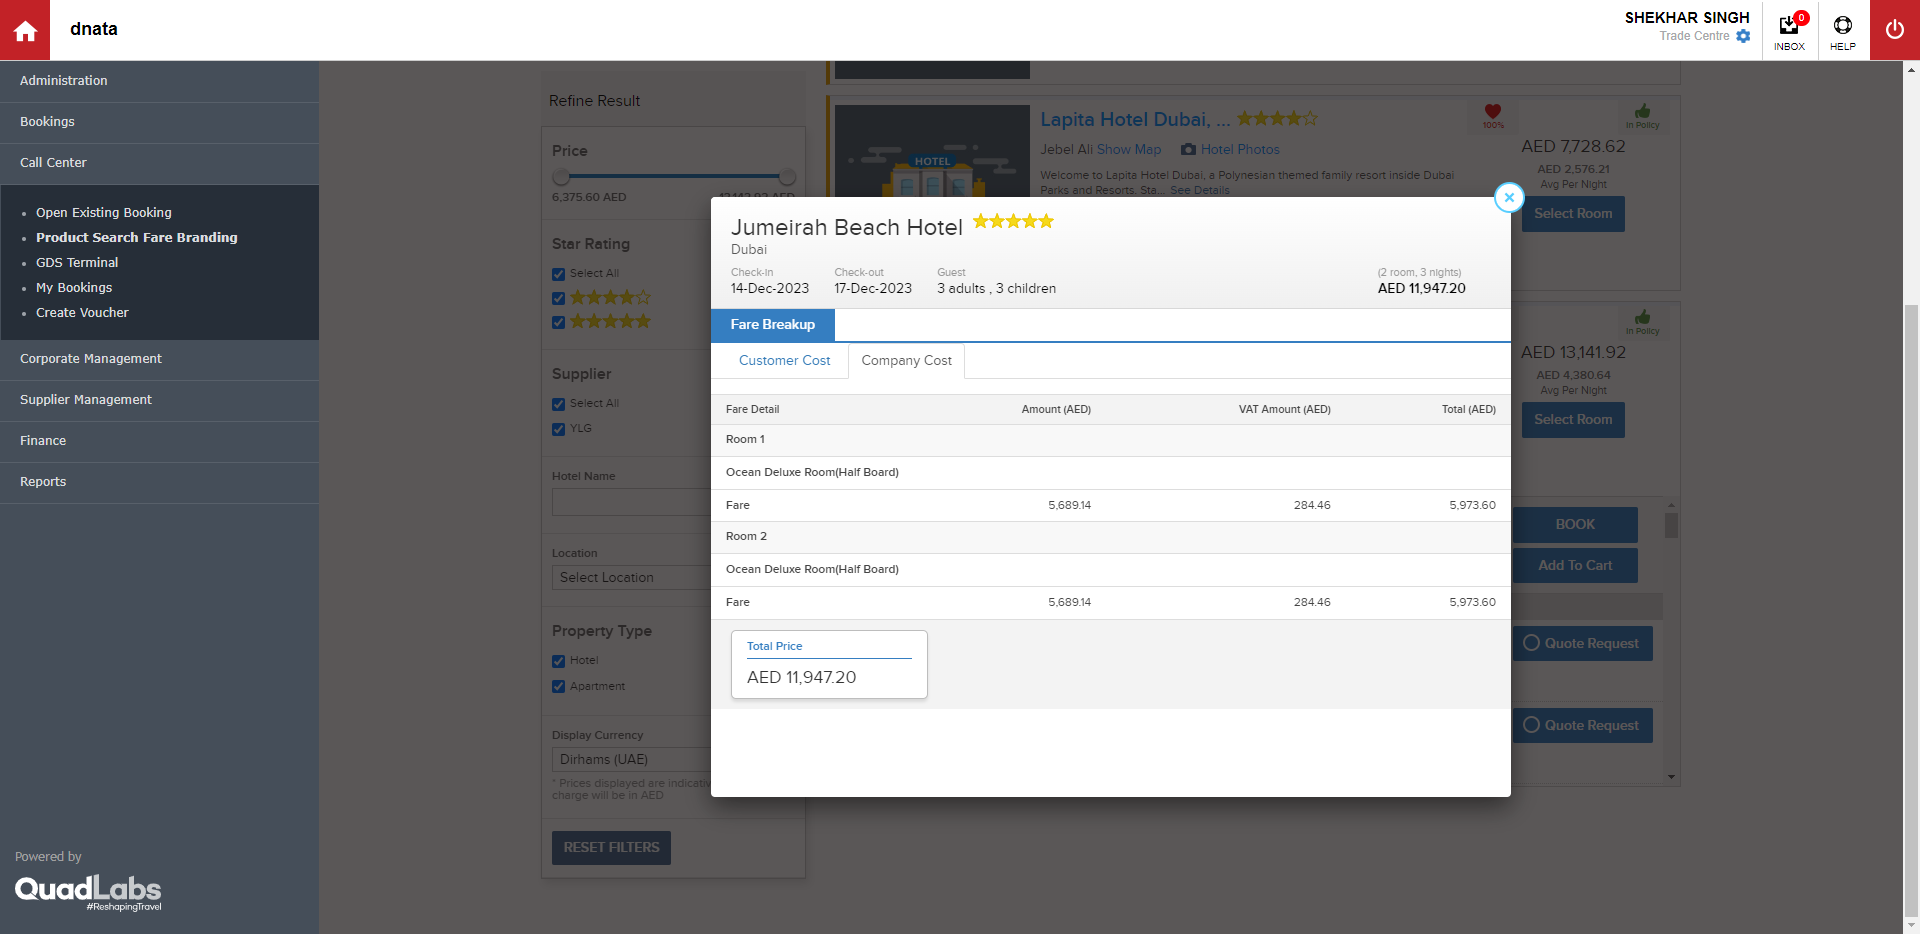 dnata
SHEKHAR SINGH
Trade Centre
0
INBOX
HELP
Administration
Bookings
Call Center
Open Existing Booking
Product Search Fare Branding
GDS Terminal
My Bookings
Create Voucher
Corporate Management
Supplier Management
Finance
Reports
Powered by
QuadLabs
#ReshapingTravel
Refine Result
Price
6,375.60 AED
13142.92 AED
Star Rating
Select All
Supplier
Select All
YLG
Hotel Name
Location
Select Location
Property Type
Hotel
Apartment
Display Currency
Dirhams (UAE)
* Prices displayed are indicativ
charge will be in AED
RESET FILTERS
HOTEL
Lapita Hotel Dubai, ...
Jebel Ali Show Map Hotel Photos
Welcome to Lapita Hotel Dubai, a Polynesian themed family resort inside Dubai
Parks and Resorts. Sta... See Details
100%
In Policy
AED 7,728.62
AED 2,576.21
Avg Per Night
Select Room
In Policy
AED 13,141.92
AED 4,380.64
Avg Per Night
Select Room
BOOK
Add To Cart
Quote Request
Quote Request
Jumeirah Beach Hotel
Dubai
Check-in Check-out Guest (2 room, 3 nights)
14-Dec-2023 17-Dec-2023 3 adults , 3 children AED 11,947.20
Fare Breakup
Customer Cost Company Cost
Fare Detail Amount (AED) VAT Amount (AED) Total (AED)
Room 1
Ocean Deluxe Room(Half Board)
Fare 5,689.14 284.46 5,973.60
Room 2
Ocean Deluxe Room(Half Board)
Fare 5,689.14 284.46 5,973.60
Total Price
AED 11,947.20